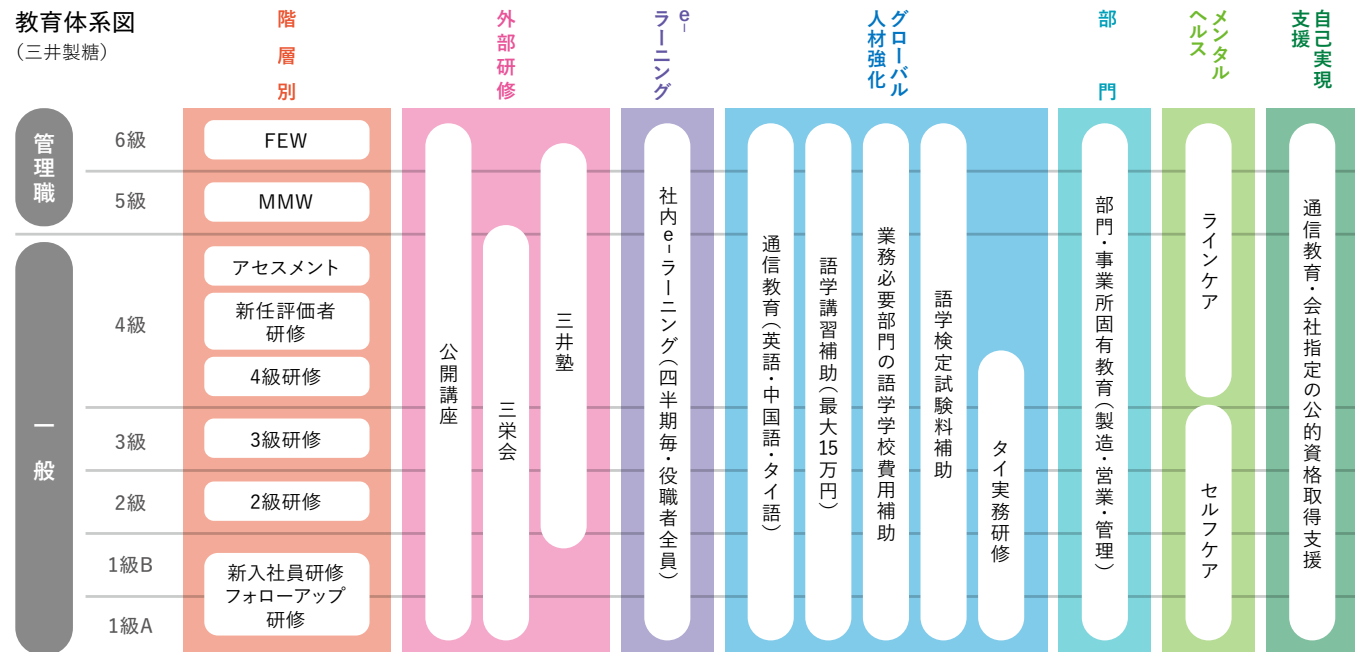 教育体系図
(三井製糖)
階層別
外部研修
e-
ラーニング
グローバル
人材強化
部門
メンタル
ヘルス
自己実現
支援
管理職
6級
5級
一般
4級
3級
2級
1級B
1級A
FEW
MMW
アセスメント
新任評価者
研修
4級研修
3級研修
2級研修
新入社員研修
フォローアップ
研修
公開講座
三栄会
三井塾
社内e-ラーニング(四半期毎・役職者全員)
通信教育(英語・中国語・タイ語)
語学講習補助(最大15万円)
業務必要部門の語学学校費用補助
語学検定試験料補助
タイ実務研修
部門・事業所固有教育(製造・営業・管理)
ラインケア
セルフケア
通信教育・会社指定の公的資格取得支援